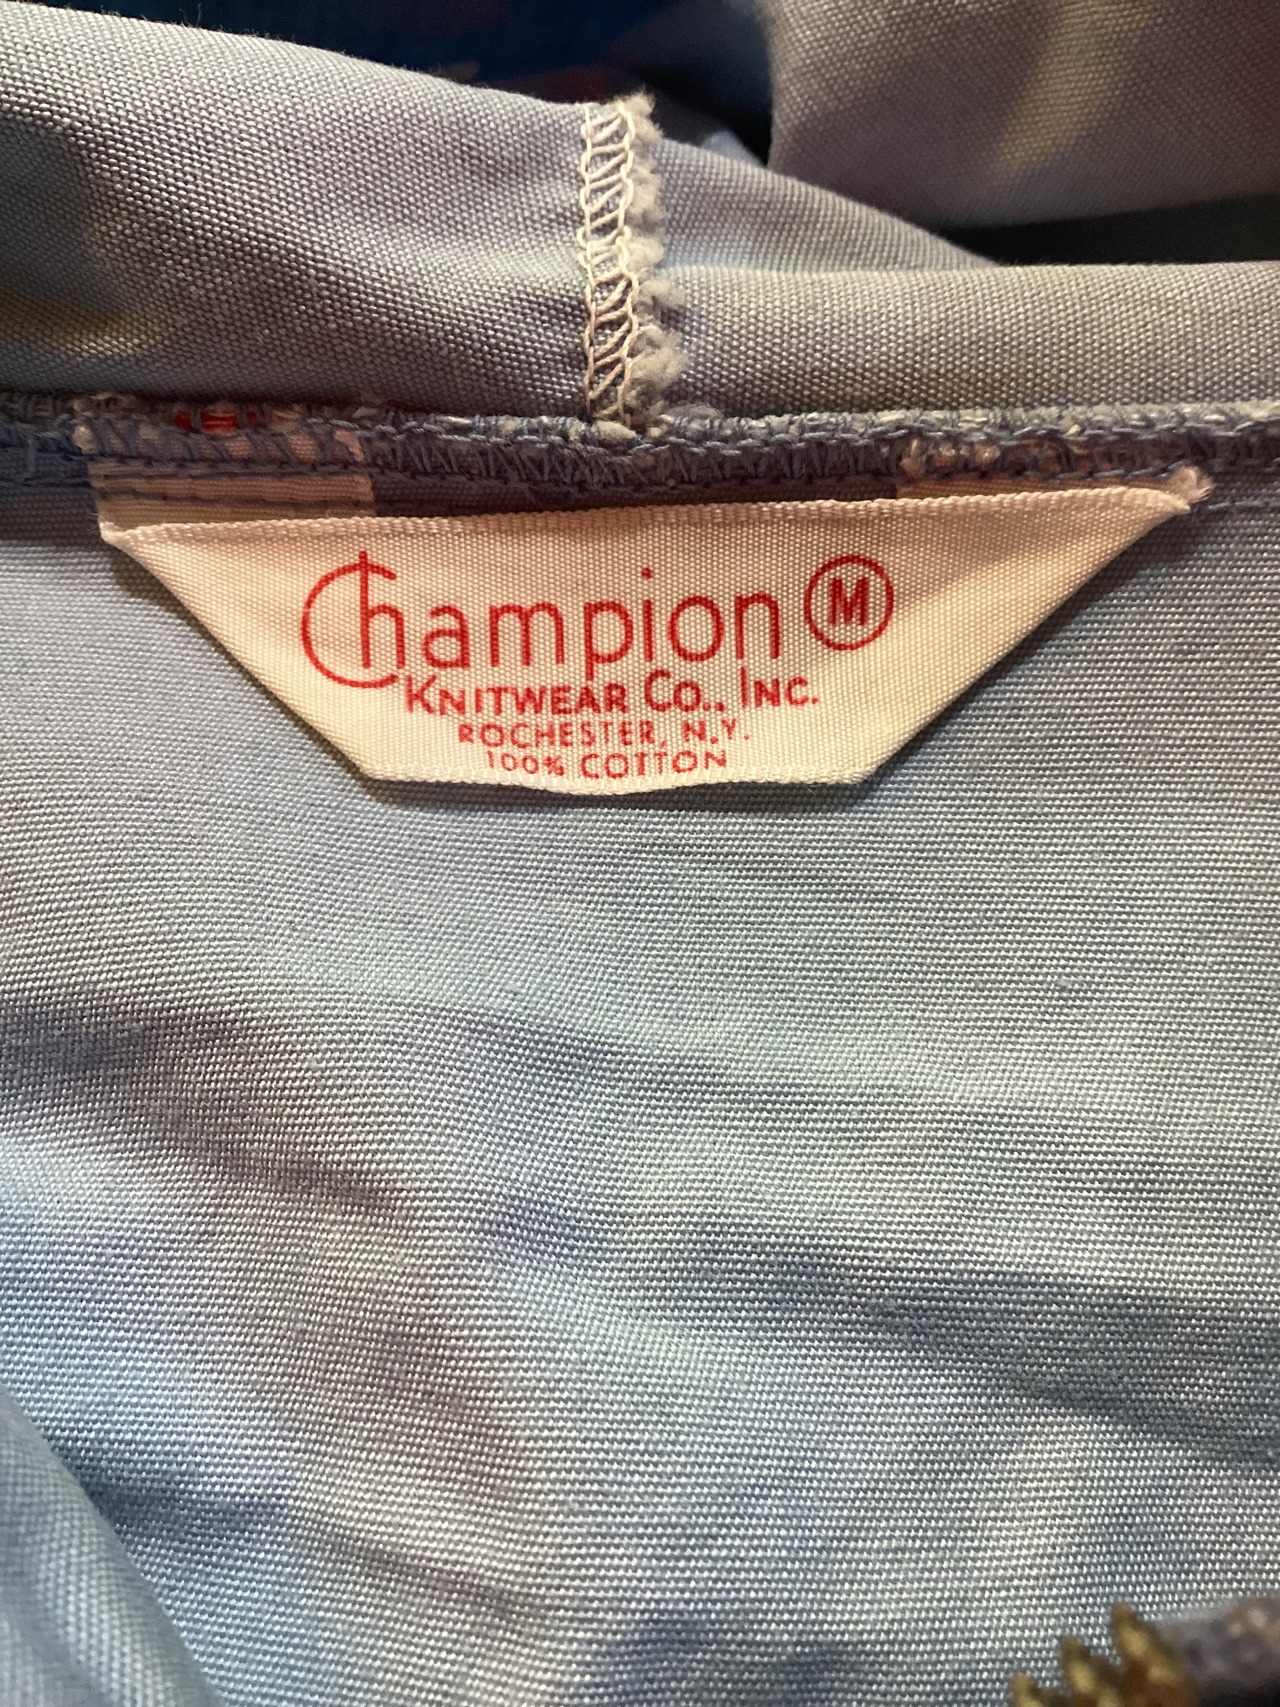 Champion M
KNITWEAR CO., INC.
ROCHESTER, N.Y.
100% COTTON